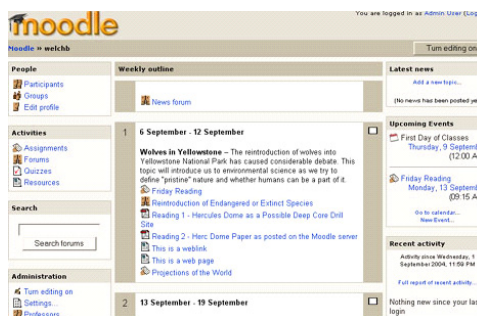 moodle
You are logged in as Admin User (Log
Moodle » welchb
Turn editing on
People
Participants
Groups
Edit profile
Activities
Assignments
Forums
Quizzes
Resources
Search
Search forums
Administration
Turn editing on
Settings...
Professors
Weekly outline
News forum
1
6 September - 12 September
Wolves in Yellowstone – The reintroduction of wolves into
Yellowstone National Park has caused considerable debate. This
topic will introduce us to environmental science as we try to
define "pristine" nature and whether humans can be a part of it.
Friday Reading
Reintroduction of Endangered or Extinct Species
Reading 1 - Hercules Dome as a Possible Deep Core Drill
Site
Reading 2 - Herc Dome Paper as posted on the Moodle server
This is a weblink
This is a web page
Projections of the World
2
13 September - 19 September
Latest news
Add a new topic...
(No news has been posted ye
Upcoming Events
First Day of Classes
Thursday, 9 Septemb
(12:00 A
Friday Reading
Monday, 13 Septemb
(09:15 A
Go to calendar...
New Event...
Recent activity
Activity since Wednesday, 1
September 2004, 11:59 PM
Full report of recent activity...
Nothing new since your las
login